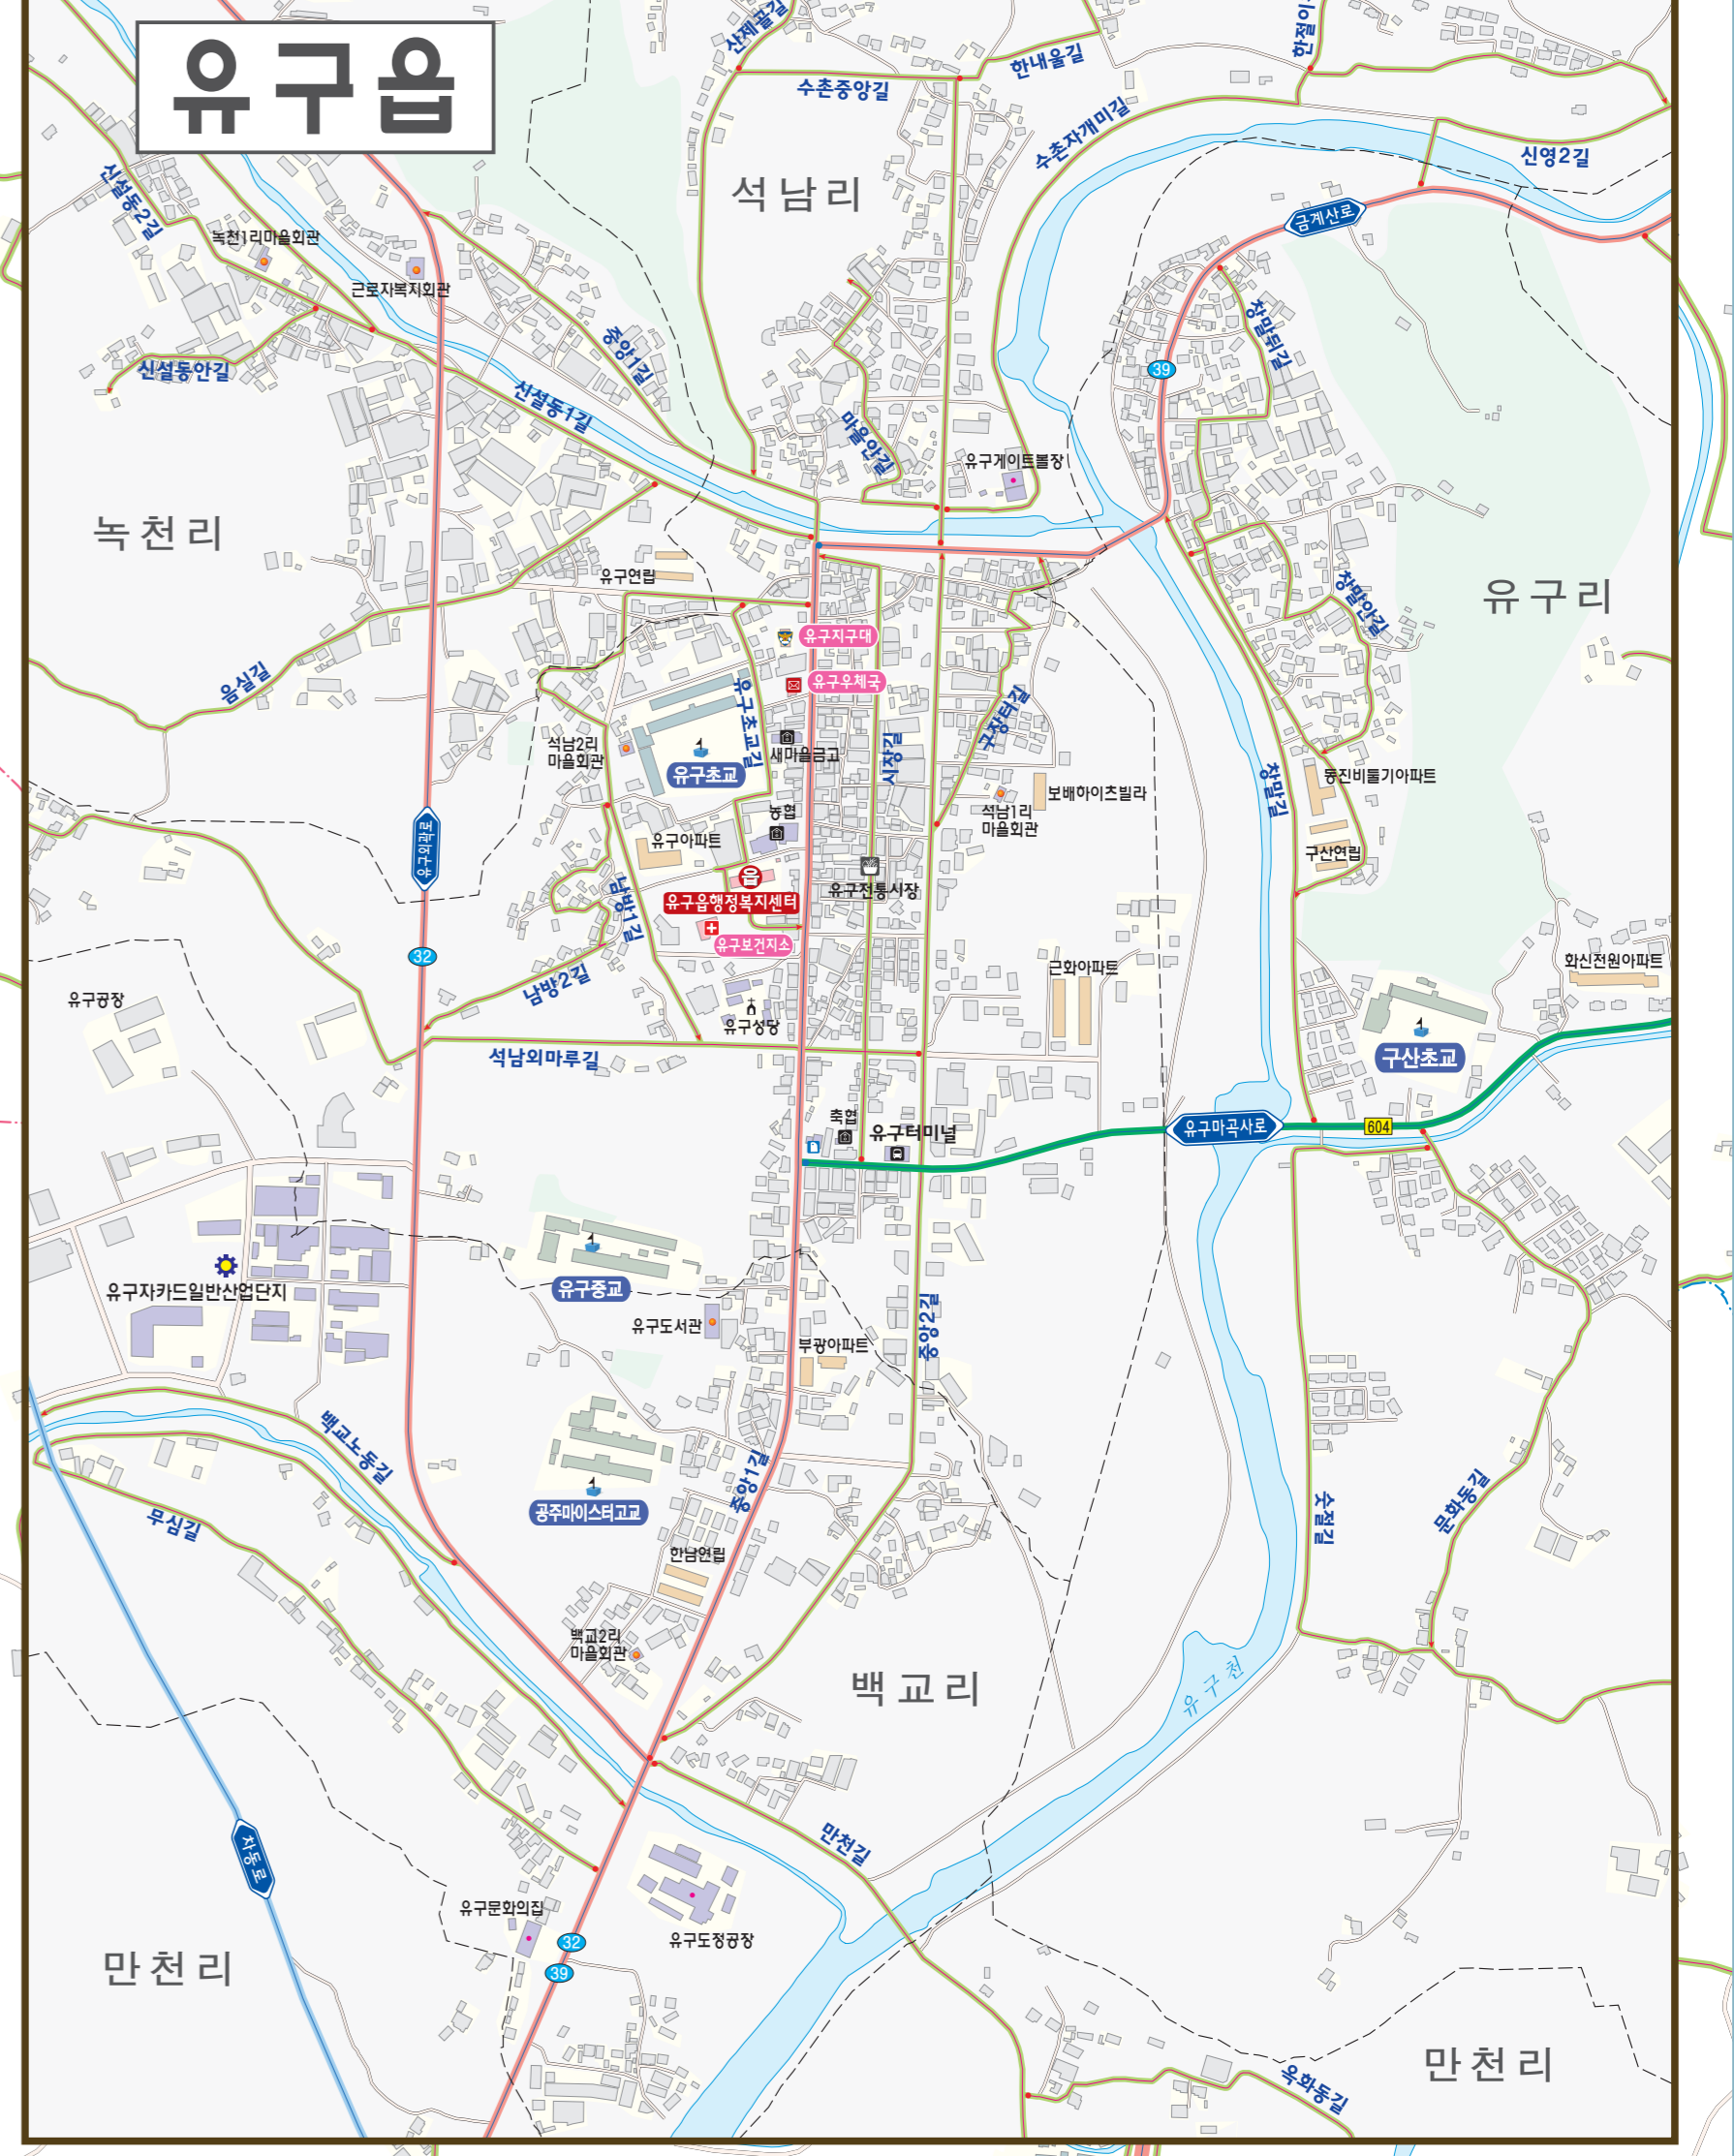 유구읍
산제골길
한내울길
수촌중앙길
수촌자개미길
신영2길
신설동2길
석남리
금계산로
녹천1리마을회관
근로자복지회관
중앙1길
창말뒤길
신설동안길
39
신설동1길
마을안길
유구게이트볼장
녹천리
유구연립
창말안길
유구리
유구지구대
음실길
유구우체국
유구초교길
구장터길
석남2리
마을회관
새마을금고
시장길
유구초교
창말길
동진비둘기아파트
보배하이츠빌라
석남1리
마을회관
농협
유구외곽로
유구아파트
구산연립
읍
유구전통시장
유구읍행정복지센터
남방1길
유구보건지소
32
화신전원아파트
근화아파트
남방2길
유구공장
유구성당
석남외마루길
구산초교
축협
유구터미널
유구마곡사로
604
유구자카드일반산업단지
유구중교
유구도서관
중앙2길
부광아파트
백교노동길
중앙1길
공주마이스터고교
무심길
숫절길
문화동길
한남연립
백교2리
마을회관
백교리
유구천
만천길
차동로
유구문화의집
유구도정공장
32
39
만천리
만천리
옥화동길